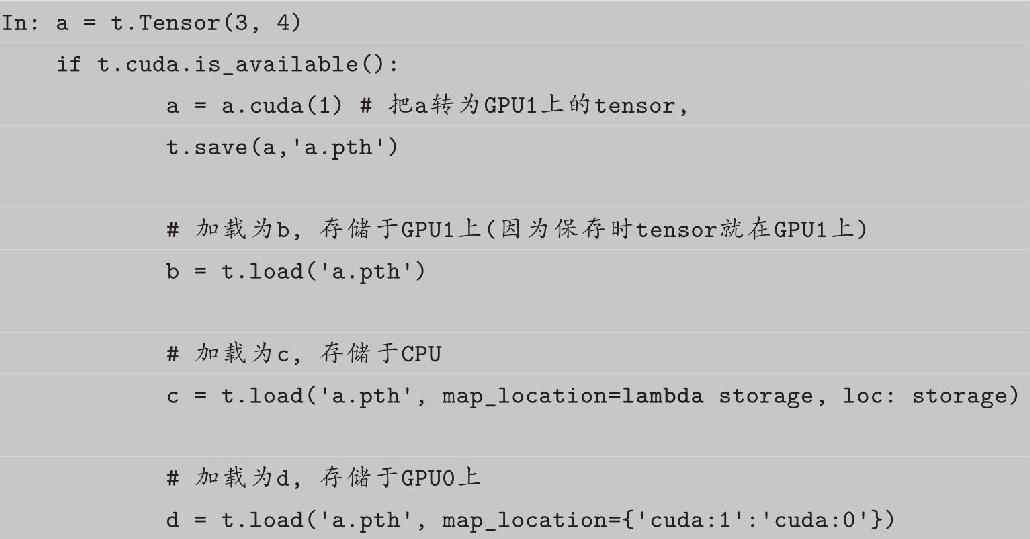 In: a = t.Tensor(3, 4)
    if t.cuda.is_available():
            a = a.cuda(1) # 把a转为GPU1上的tensor,
            t.save(a,'a.pth')

            # 加载为b, 存储于GPU1上(因为保存时tensor就在GPU1上)
            b = t.load('a.pth')

            # 加载为c, 存储于CPU
            c = t.load('a.pth', map_location=lambda storage, loc: storage)

            # 加载为d, 存储于GPU0上
            d = t.load('a.pth', map_location={'cuda:1':'cuda:0'})